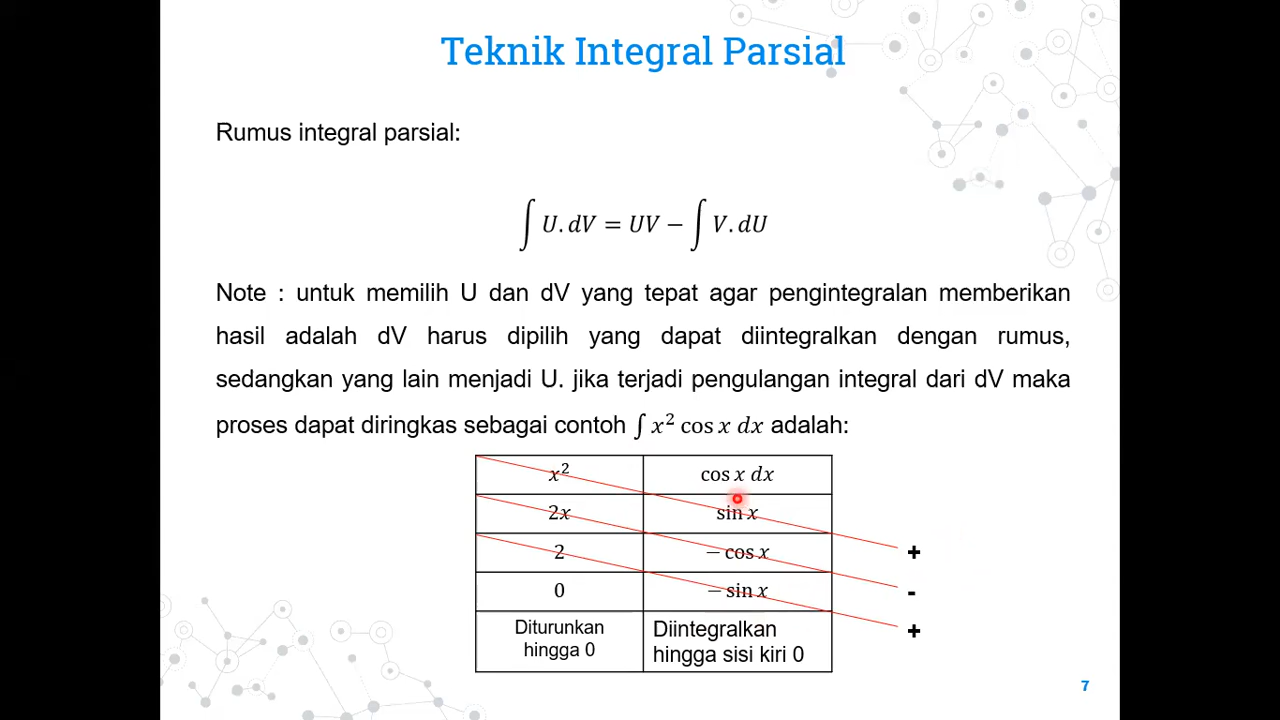 Teknik Integral Parsial
Rumus integral parsial:
∫ U. dV = UV − ∫ V. dU
Note : untuk memilih U dan dV yang tepat agar pengintegralan memberikan
hasil adalah dV harus dipilih yang dapat diintegralkan dengan rumus,
sedangkan yang lain menjadi U. jika terjadi pengulangan integral dari dV maka
proses dapat diringkas sebagai contoh ∫ x² cos x dx adalah:
x² cos x dx
2x sin x
2 − cos x
+
0 − sin x
-
Diturunkan
hingga 0
Diintegralkan
hingga sisi kiri 0
+
7